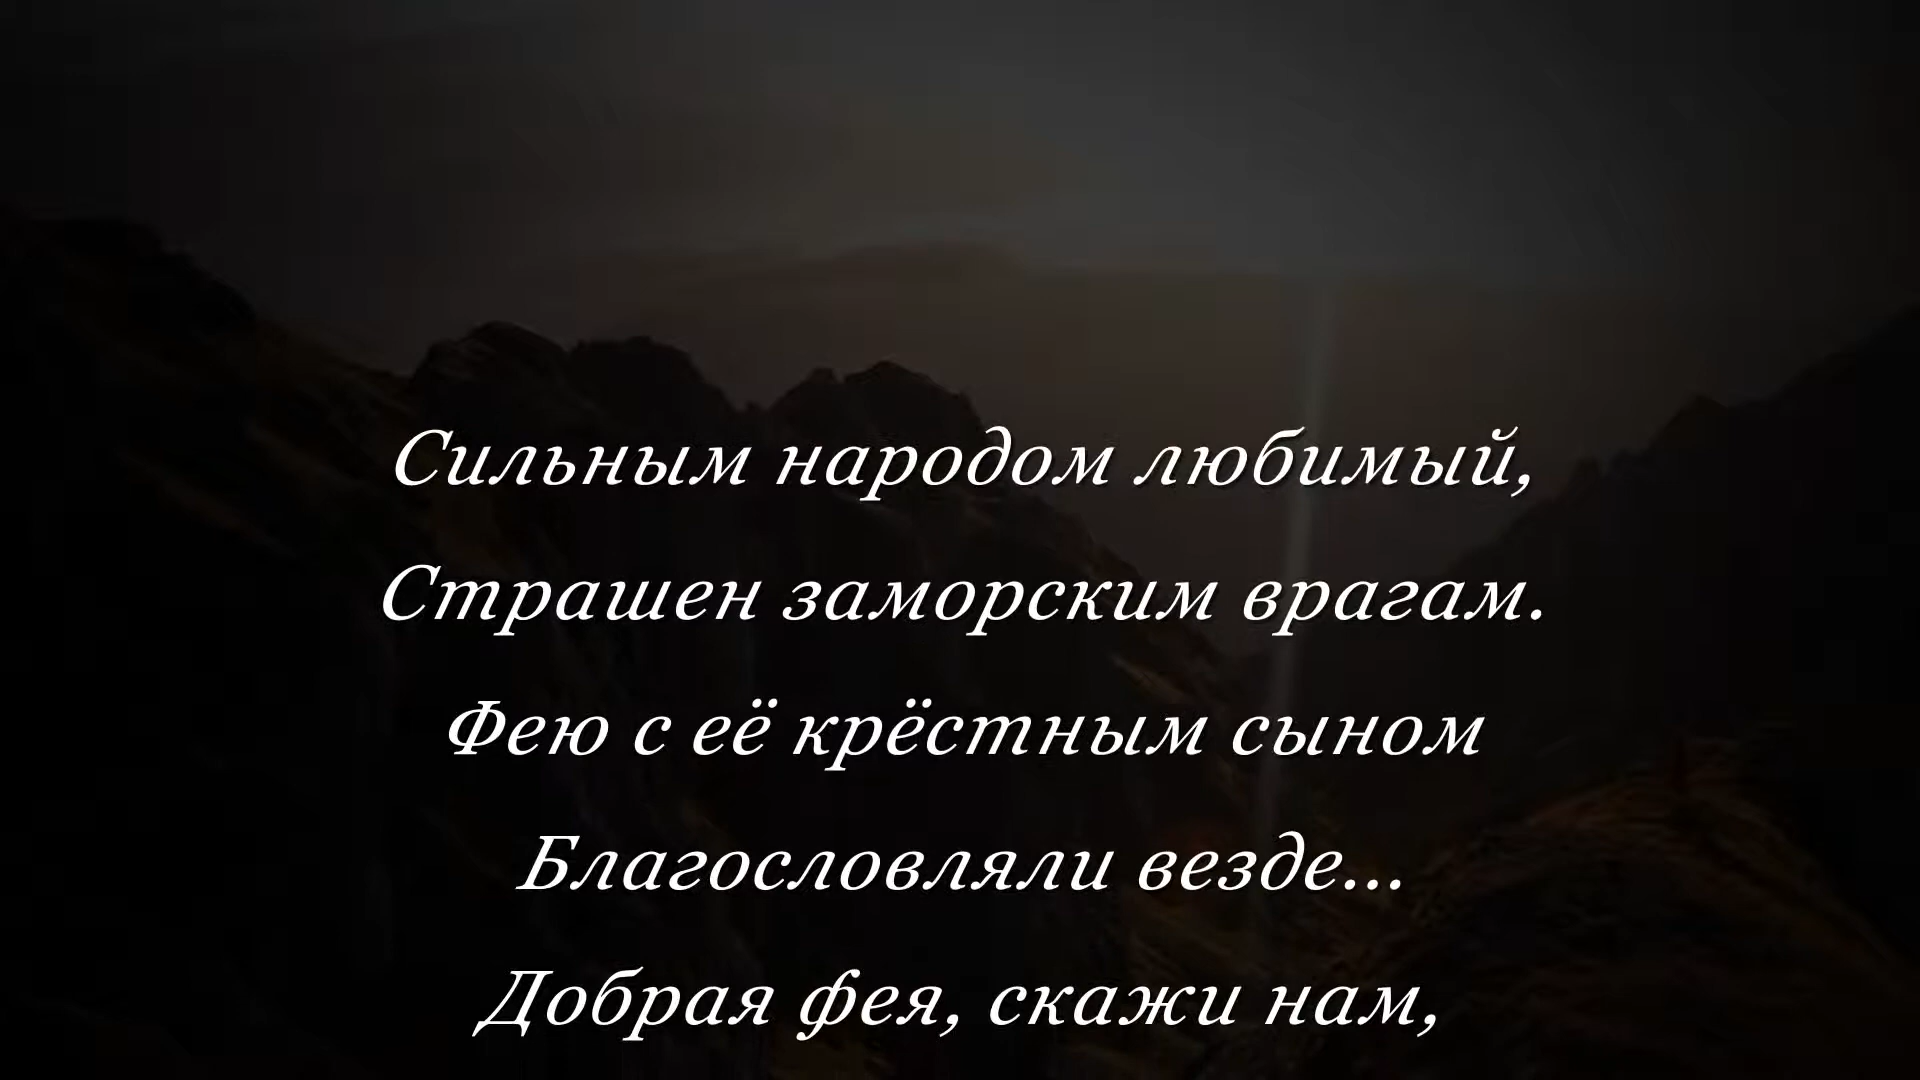 Сильным народом любимый,
Страшен заморским врагам.
Фею с её крёстным сыном
Благословляли везде...
Добрая фея, скажи нам,